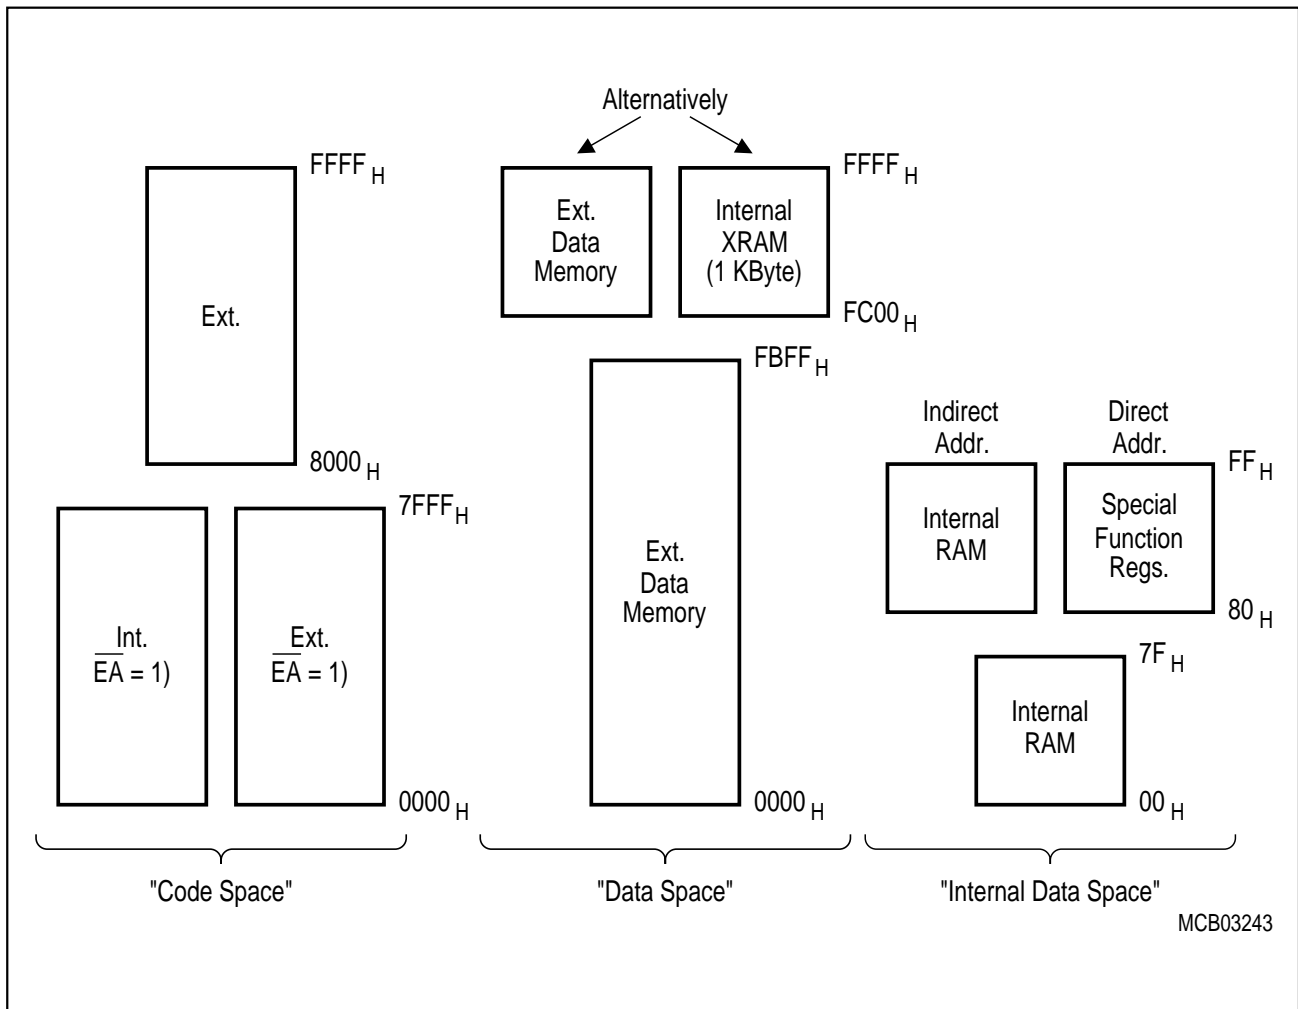 Alternatively
FFFF H
Ext.
8000 H
7FFF H
Int.
EA = 1)
Ext.
EA = 1)
0000 H
"Code Space"
Ext.
Data
Memory
Internal
XRAM
(1 KByte)
FFFF H
FC00 H
FBFF H
Ext.
Data
Memory
0000 H
"Data Space"
Indirect
Addr.
Direct
Addr.
Internal
RAM
Special
Function
Regs.
FF H
80 H
7F H
Internal
RAM
00 H
"Internal Data Space"
MCB03243